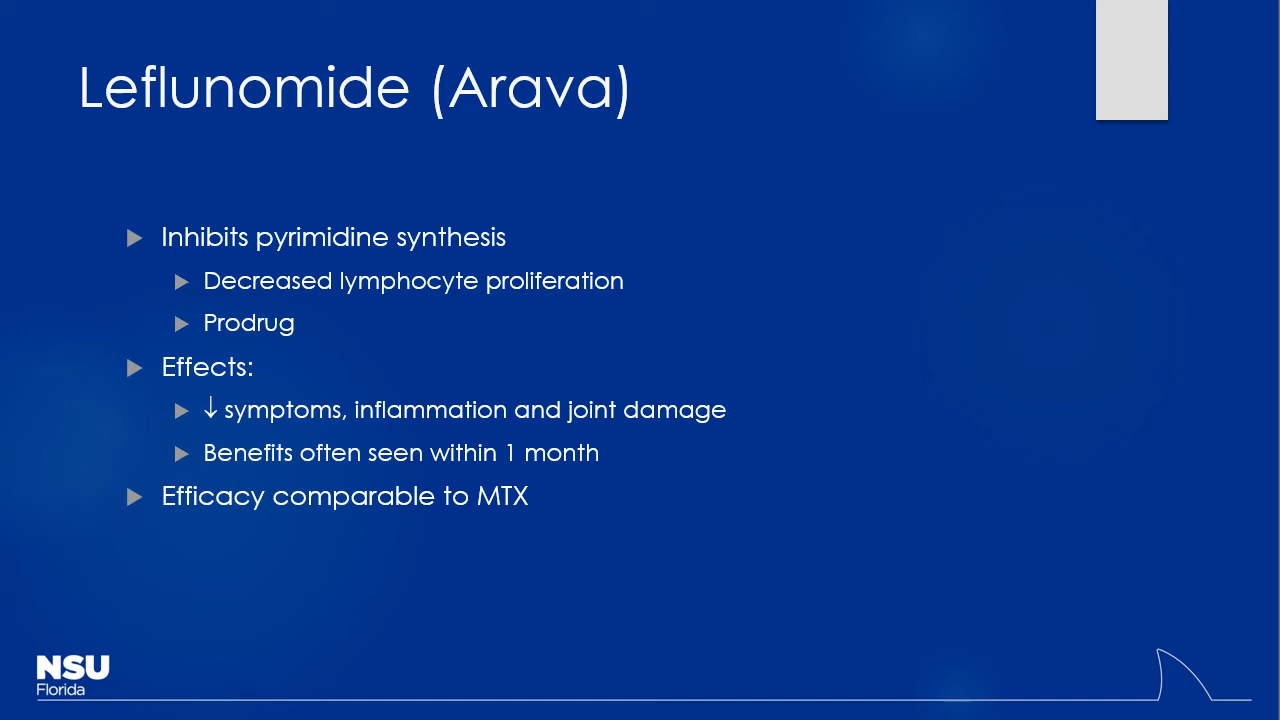 Leflunomide (Arava)
Inhibits pyrimidine synthesis
Decreased lymphocyte proliferation
Prodrug
Effects:
↓ symptoms, inflammation and joint damage
Benefits often seen within 1 month
Efficacy comparable to MTX
NSU
Florida